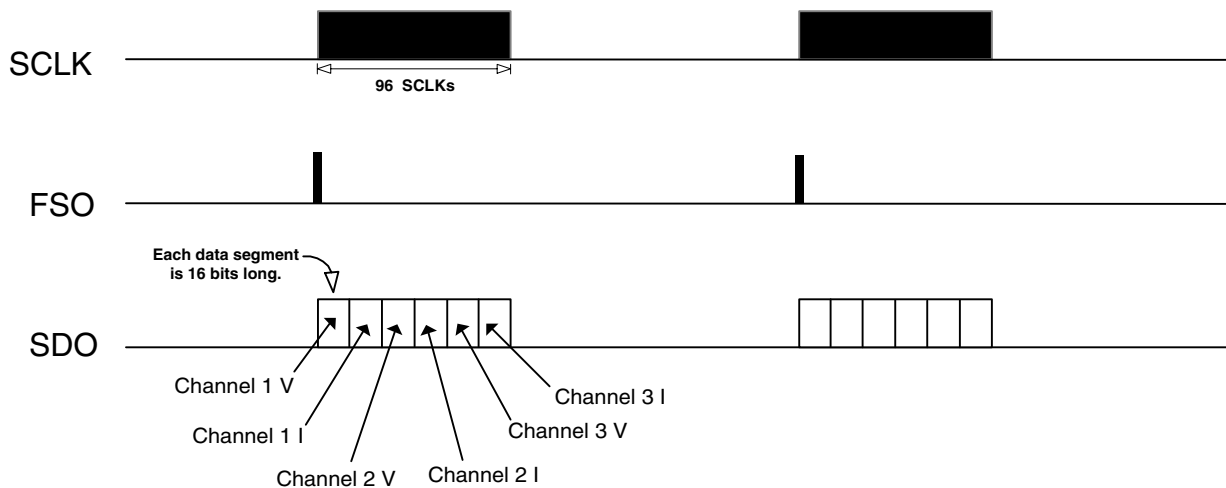 SCLK
96 SCLKs
FSO
Each data segment
is 16 bits long.
SDO
Channel 1 V
Channel 1 I
Channel 2 V
Channel 2 I
Channel 3 V
Channel 3 I